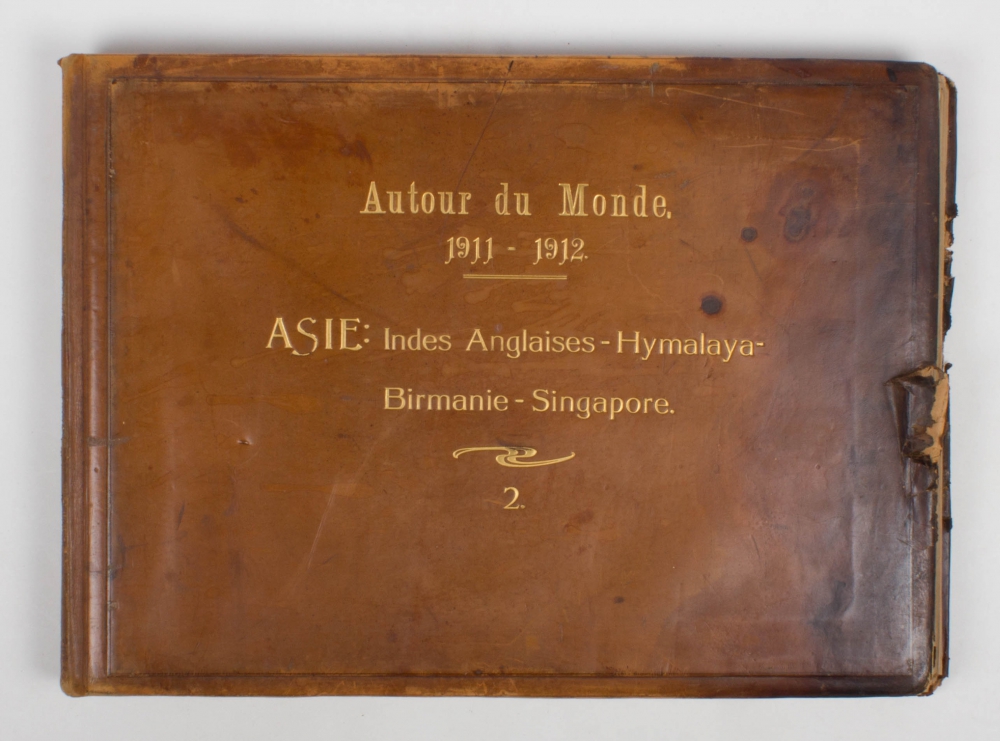 Autour du Monde.
1911 - 1912.
ASIE: Indes Anglaises - Hymalaya -
Birmanie - Singapore.
2.